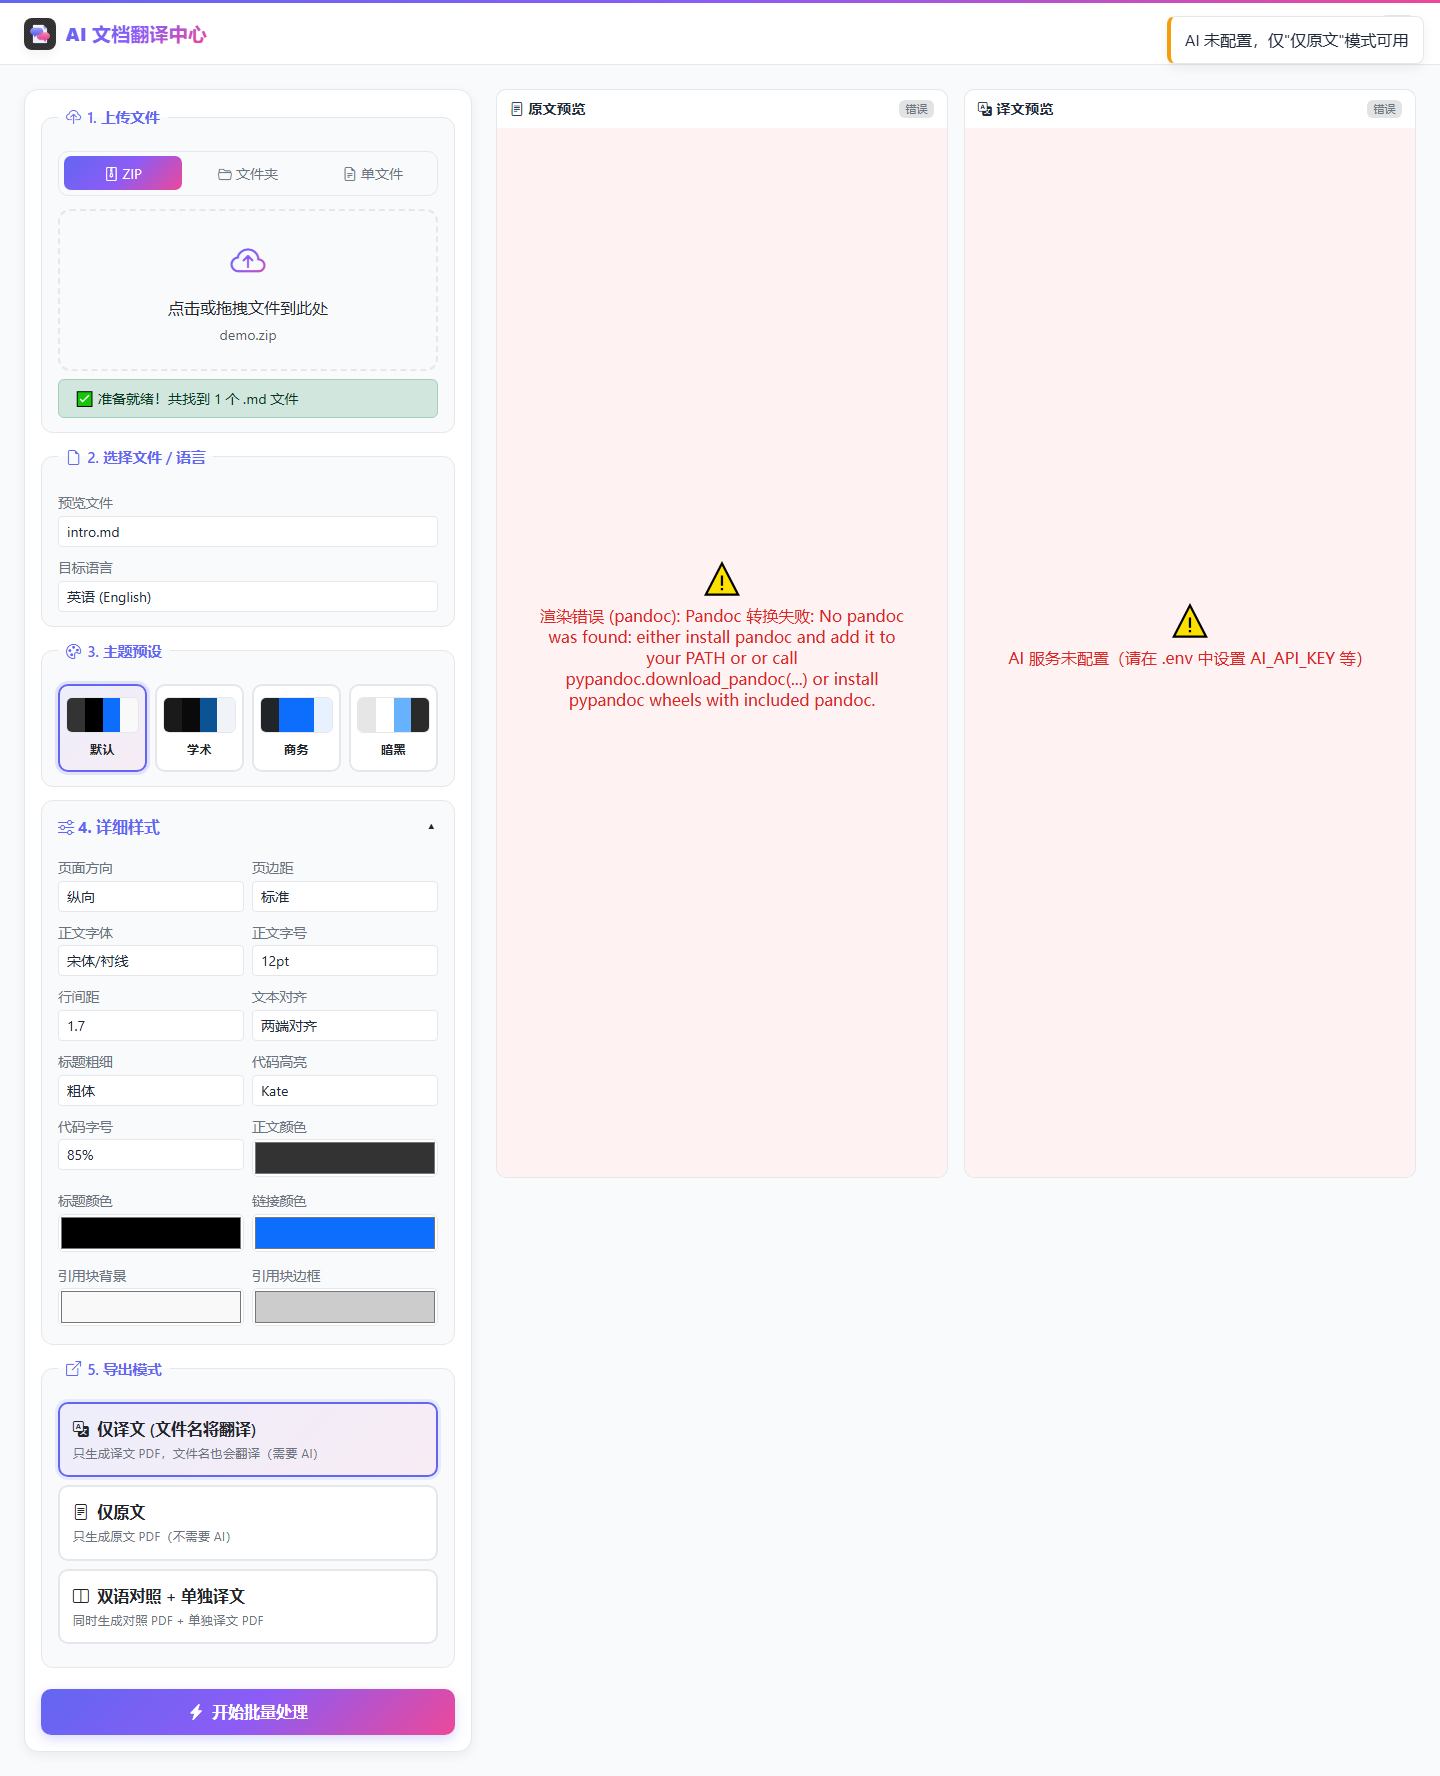 AI 文档翻译中心
AI 未配置，仅"仅原文"模式可用
1. 上传文件
ZIP
文件夹
单文件
点击或拖拽文件到此处
demo.zip
✅ 准备就绪！共找到 1 个 .md 文件
2. 选择文件 / 语言
预览文件
intro.md
目标语言
英语 (English)
3. 主题预设
默认
学术
商务
暗黑
4. 详细样式
▲
页面方向
页边距
纵向
标准
正文字体
正文字号
宋体/衬线
12pt
行间距
文本对齐
1.7
两端对齐
标题粗细
代码高亮
粗体
Kate
代码字号
正文颜色
85%
标题颜色
链接颜色
引用块背景
引用块边框
5. 导出模式
仅译文 (文件名将翻译)
只生成译文 PDF，文件名也会翻译（需要 AI）
仅原文
只生成原文 PDF（不需要 AI）
双语对照 + 单独译文
同时生成对照 PDF + 单独译文 PDF
开始批量处理
原文预览
错误
渲染错误 (pandoc): Pandoc 转换失败: No pandoc
was found: either install pandoc and add it to
your PATH or or call
pypandoc.download_pandoc(...) or install
pypandoc wheels with included pandoc.
译文预览
错误
AI 服务未配置（请在 .env 中设置 AI_API_KEY 等）